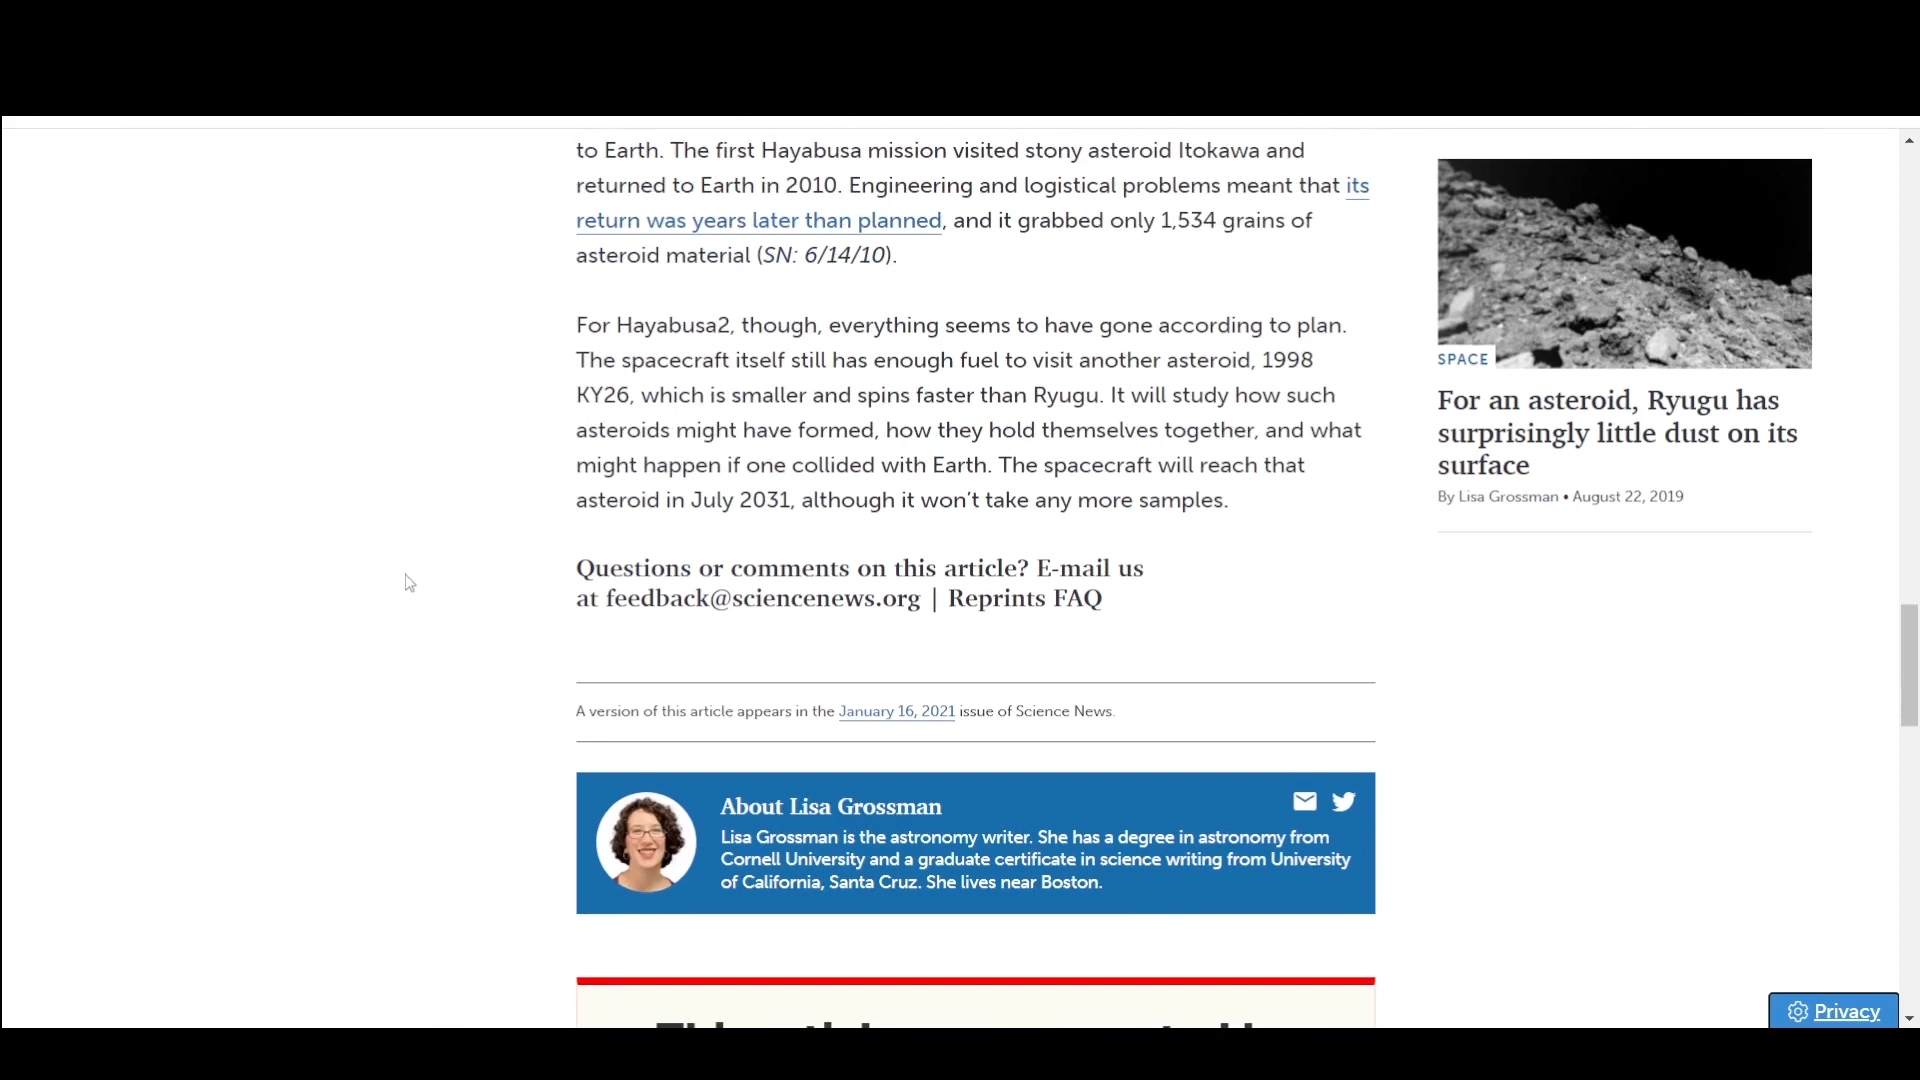 to Earth. The first Hayabusa mission visited stony asteroid Itokawa and
returned to Earth in 2010. Engineering and logistical problems meant that its
return was years later than planned, and it grabbed only 1,534 grains of
asteroid material (SN: 6/14/10).
For Hayabusa2, though, everything seems to have gone according to plan.
The spacecraft itself still has enough fuel to visit another asteroid, 1998
KY26, which is smaller and spins faster than Ryugu. It will study how such
asteroids might have formed, how they hold themselves together, and what
might happen if one collided with Earth. The spacecraft will reach that
asteroid in July 2031, although it won’t take any more samples.
Questions or comments on this article? E-mail us
at feedback@sciencenews.org | Reprints FAQ
A version of this article appears in the January 16, 2021 issue of Science News.
About Lisa Grossman
Lisa Grossman is the astronomy writer. She has a degree in astronomy from
Cornell University and a graduate certificate in science writing from University
of California, Santa Cruz. She lives near Boston.
SPACE
For an asteroid, Ryugu has
surprisingly little dust on its
surface
By Lisa Grossman • August 22, 2019
Privacy